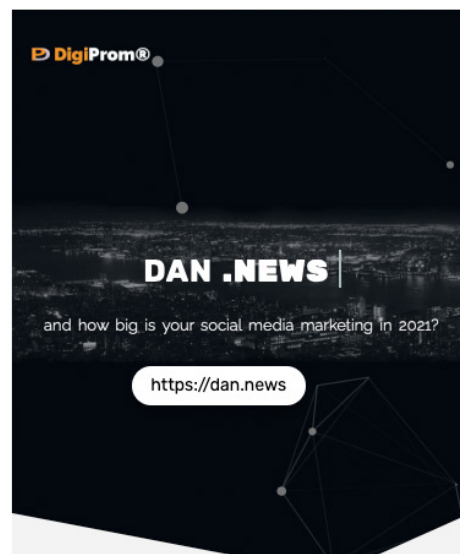 DigiProm®
DAN .NEWS
and how big is your social media marketing in 2021?
https://dan.news